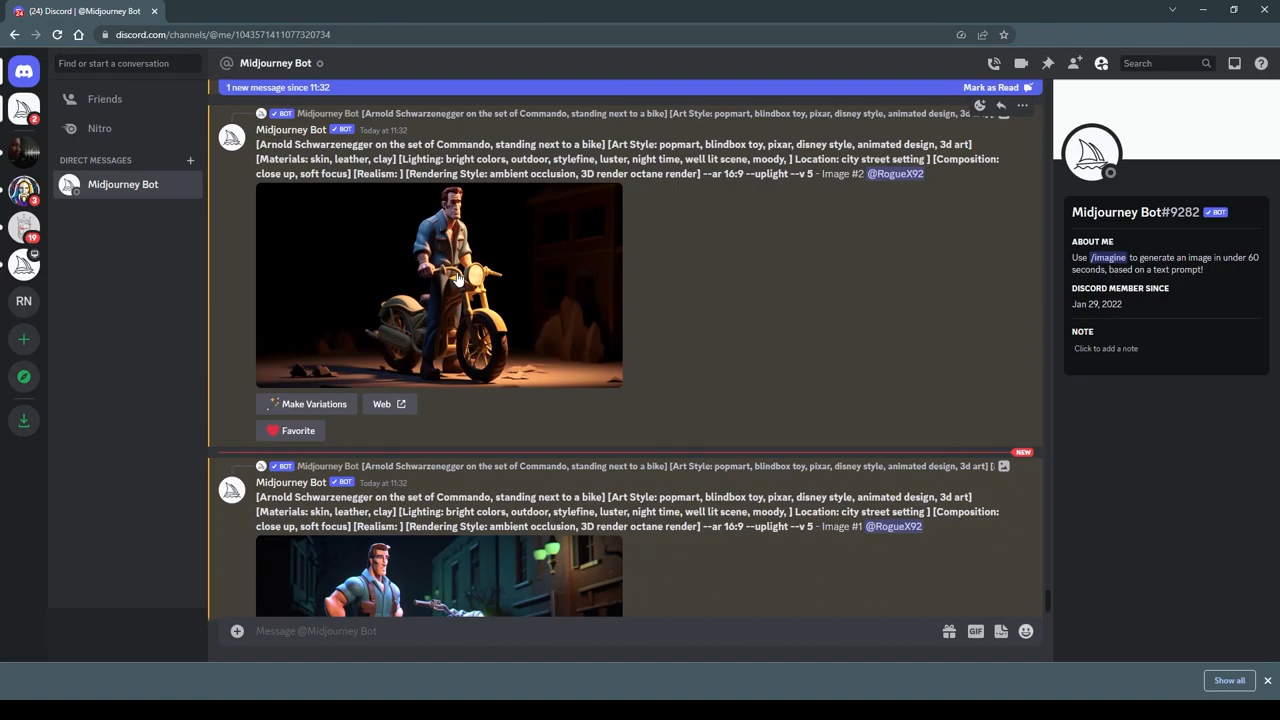 (24) Discord | @Midjourney Bot
discord.com/channels/@me/1043571411077320734
Find or start a conversation
Midjourney Bot
Search
Friends
Nitro
DIRECT MESSAGES
Midjourney Bot
24
2
3
19
RN
1 new message since 11:32
Mark as Read
BOT Midjourney Bot [Arnold Schwarzenegger on the set of Commando, standing next to a bike] [Art Style: popmart, blindbox toy, pixar, disney style, animated design, 3d
Midjourney Bot BOT Today at 11:32
[Arnold Schwarzenegger on the set of Commando, standing next to a bike] [Art Style: popmart, blindbox toy, pixar, disney style, animated design, 3d art]
[Materials: skin, leather, clay] [Lighting: bright colors, outdoor, stylefine, luster, night time, well lit scene, moody, ] Location: city street setting ] [Composition:
close up, soft focus] [Realism: ] [Rendering Style: ambient occlusion, 3D render octane render] --ar 16:9 --uplight --v 5 - Image #2 @RogueX92
Make Variations
Web
Favorite
NEW
BOT Midjourney Bot [Arnold Schwarzenegger on the set of Commando, standing next to a bike] [Art Style: popmart, blindbox toy, pixar, disney style, animated design, 3d art] [
Midjourney Bot BOT Today at 11:32
[Arnold Schwarzenegger on the set of Commando, standing next to a bike] [Art Style: popmart, blindbox toy, pixar, disney style, animated design, 3d art]
[Materials: skin, leather, clay] [Lighting: bright colors, outdoor, stylefine, luster, night time, well lit scene, moody, ] Location: city street setting ] [Composition:
close up, soft focus] [Realism: ] [Rendering Style: ambient occlusion, 3D render octane render] --ar 16:9 --uplight --v 5 - Image #1 @RogueX92
Message @Midjourney Bot
GIF
Midjourney Bot#9282 BOT
ABOUT ME
Use /imagine to generate an image in under 60
seconds, based on a text prompt!
DISCORD MEMBER SINCE
Jan 29, 2022
NOTE
Click to add a note
Show all